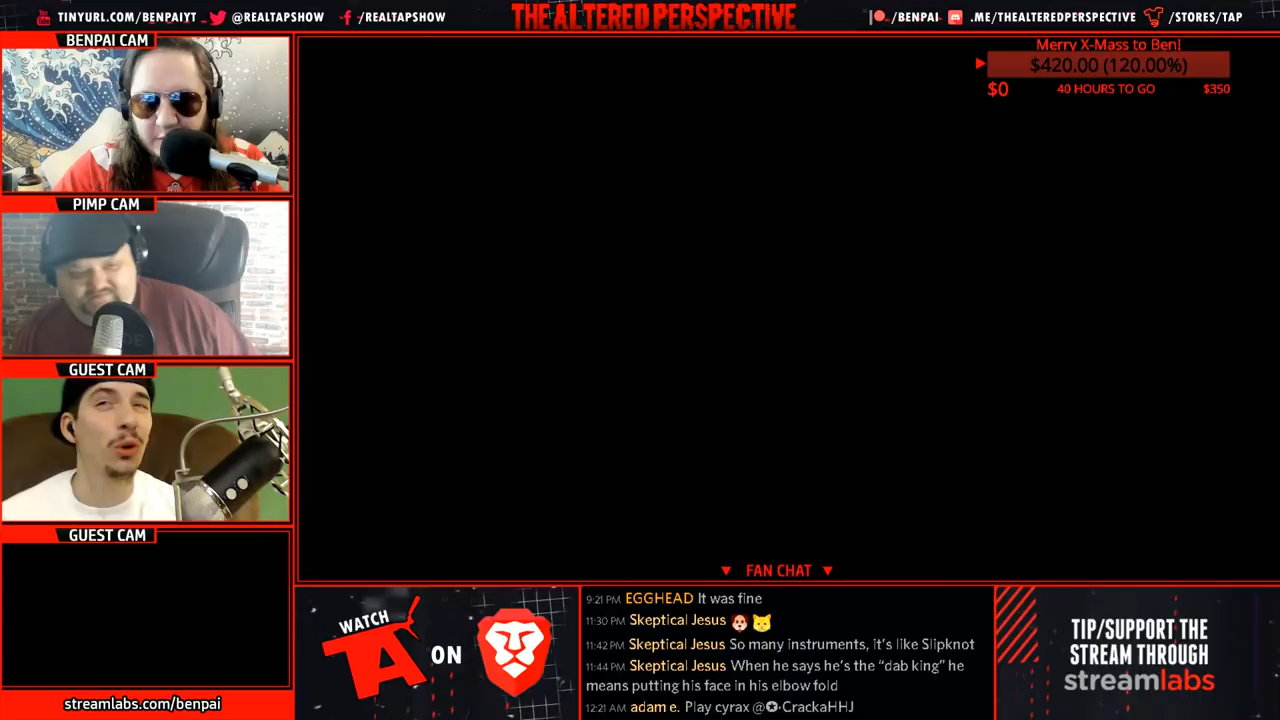 TINYURL.COM/BENPAIYT @REALTAPSHOW /REALTAPSHOW THE ALTERED PERSPECTIVE /BENPAI .ME/THEALTEREDPERSPECTIVE /STORES/TAP
BENPAI CAM
Merry X-Mass to Ben!
$420.00 (120.00%)
$0 40 HOURS TO GO $350
PIMP CAM
GUEST CAM
GUEST CAM
streamlabs.com/benpai
FAN CHAT
WATCH
ON
9:21 PM EGGHEAD It was fine
11:30 PM Skeptical Jesus 🐶 😺
11:42 PM Skeptical Jesus So many instruments, it's like Slipknot
11:44 PM Skeptical Jesus When he says he's the “dab king” he
means putting his face in his elbow fold
12:21 AM adam e. Play cyrax @✪•CrackaHHJ
TIP/SUPPORT THE
STREAM THROUGH
streamlabs